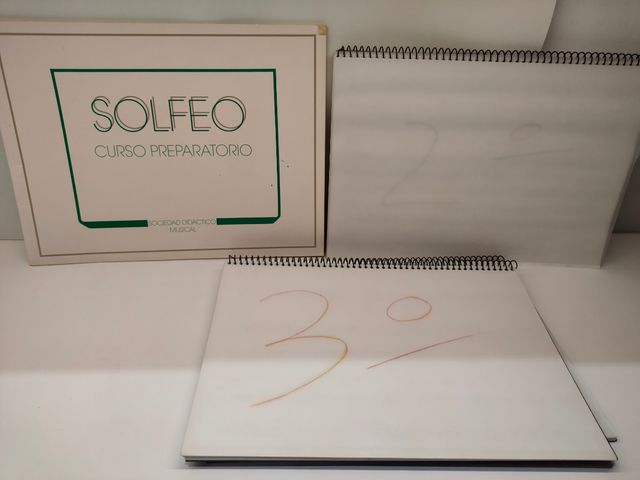 SOLFEO
CURSO PREPARATORIO
SOCIEDAD DIDACTICO
MUSICAL
2º
3º